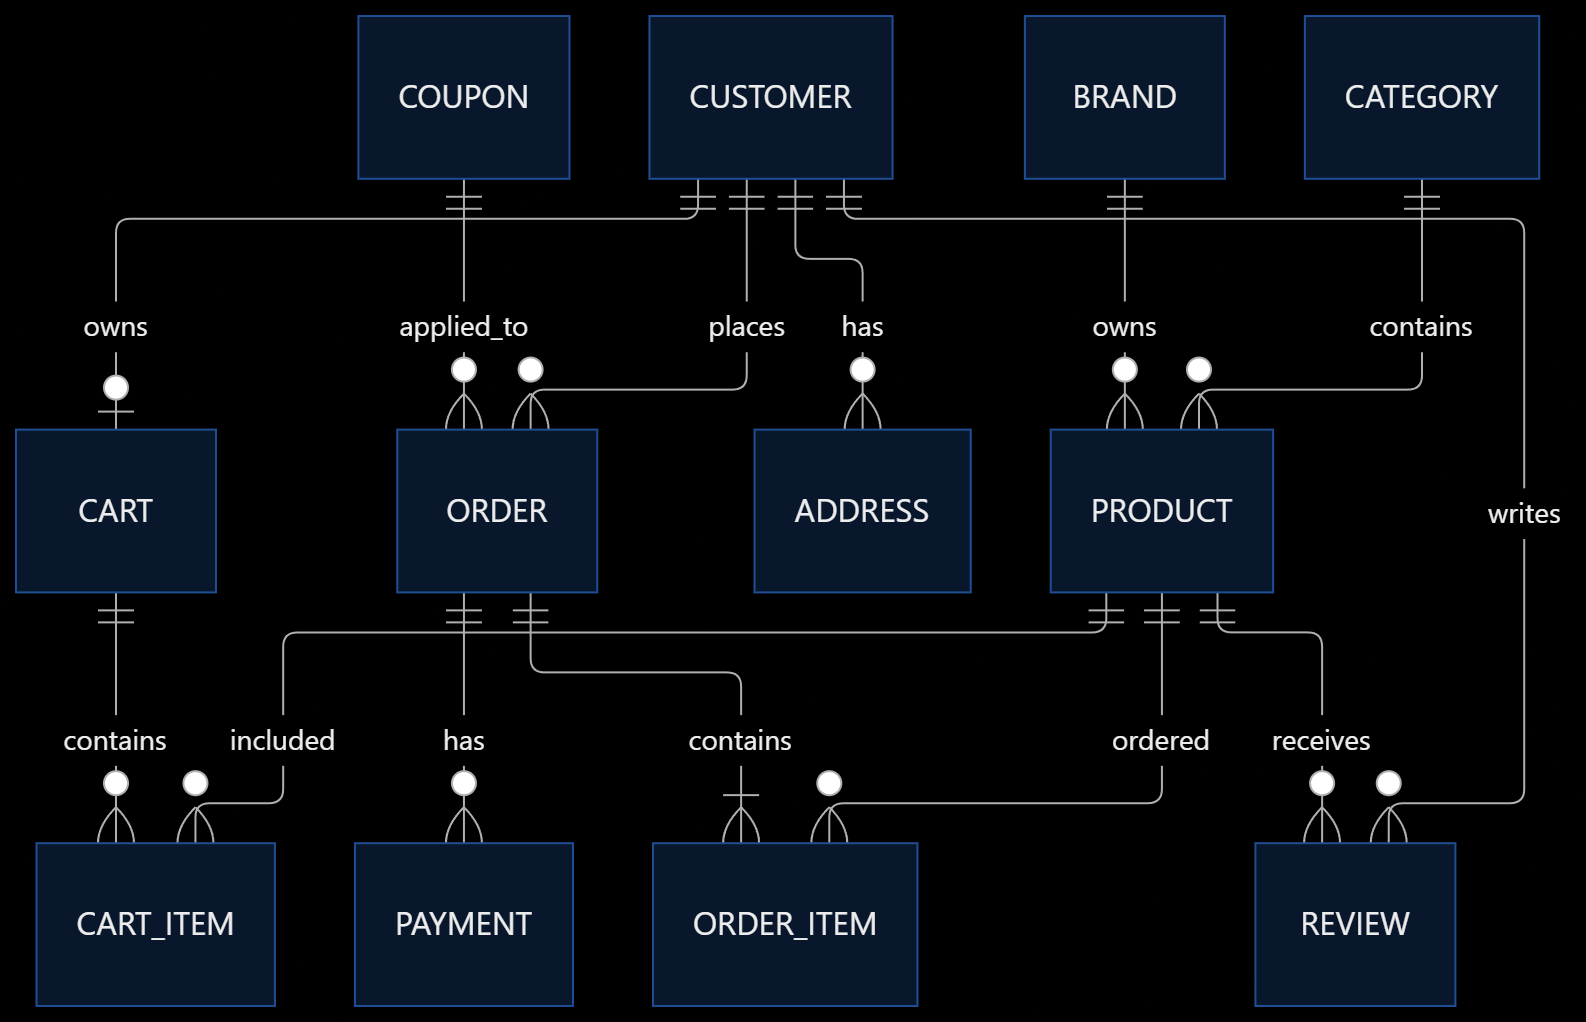 COUPON
CUSTOMER
BRAND
CATEGORY
owns
applied_to
places
has
owns
contains
CART
ORDER
ADDRESS
PRODUCT
writes
contains
included
has
contains
ordered
receives
CART_ITEM
PAYMENT
ORDER_ITEM
REVIEW